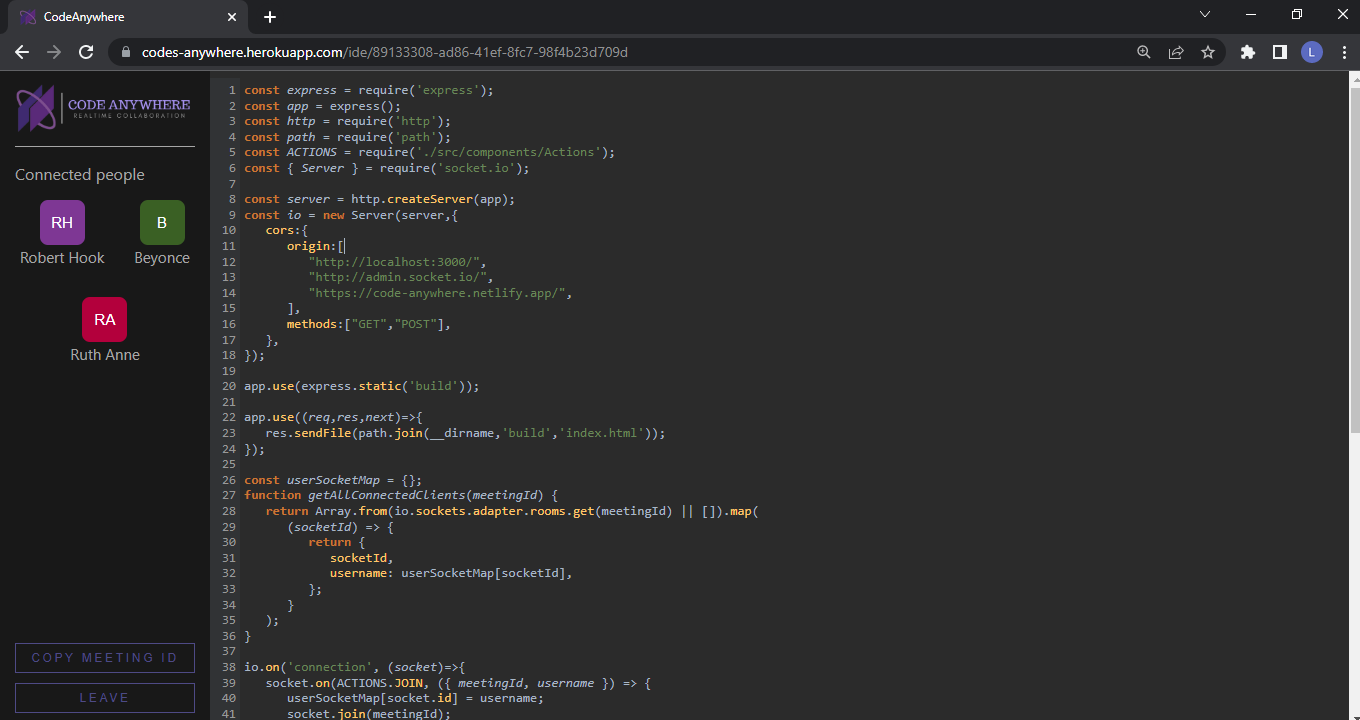 CodeAnywhere
codes-anywhere.herokuapp.com/ide/89133308-ad86-41ef-8fc7-98f4b23d709d
L
CODE ANYWHERE
REALTIME COLLABORATION
Connected people
RH
B
Robert Hook
Beyonce
RA
Ruth Anne
COPY MEETING ID
LEAVE
1 const express = require('express');
2 const app = express();
3 const http = require('http');
4 const path = require('path');
5 const ACTIONS = require('./src/components/Actions');
6 const { Server } = require('socket.io');
7
8 const server = http.createServer(app);
9 const io = new Server(server,{
10    cors:{
11       origin:[
12          "http://localhost:3000/",
13          "http://admin.socket.io/",
14          "https://code-anywhere.netlify.app/",
15       ],
16       methods:["GET","POST"],
17    },
18 });
19
20 app.use(express.static('build'));
21
22 app.use((req,res,next)=>{
23    res.sendFile(path.join(__dirname,'build','index.html'));
24 });
25
26 const userSocketMap = {};
27 function getAllConnectedClients(meetingId) {
28    return Array.from(io.sockets.adapter.rooms.get(meetingId) || []).map(
29       (socketId) => {
30          return {
31             socketId,
32             username: userSocketMap[socketId],
33          };
34       }
35    );
36 }
37
38 io.on('connection', (socket)=>{
39    socket.on(ACTIONS.JOIN, ({ meetingId, username }) => {
40       userSocketMap[socket.id] = username;
41       socket.join(meetingId);